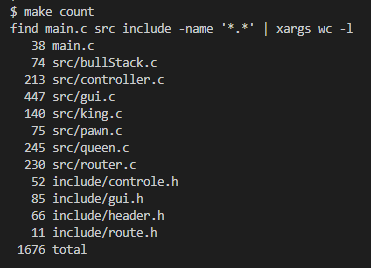 $ make count
find main.c src include -name '*.*' | xargs wc -l
38 main.c
74 src/bullStack.c
213 src/controller.c
447 src/gui.c
140 src/king.c
75 src/pawn.c
245 src/queen.c
230 src/router.c
52 include/controle.h
85 include/gui.h
66 include/header.h
11 include/route.h
1676 total